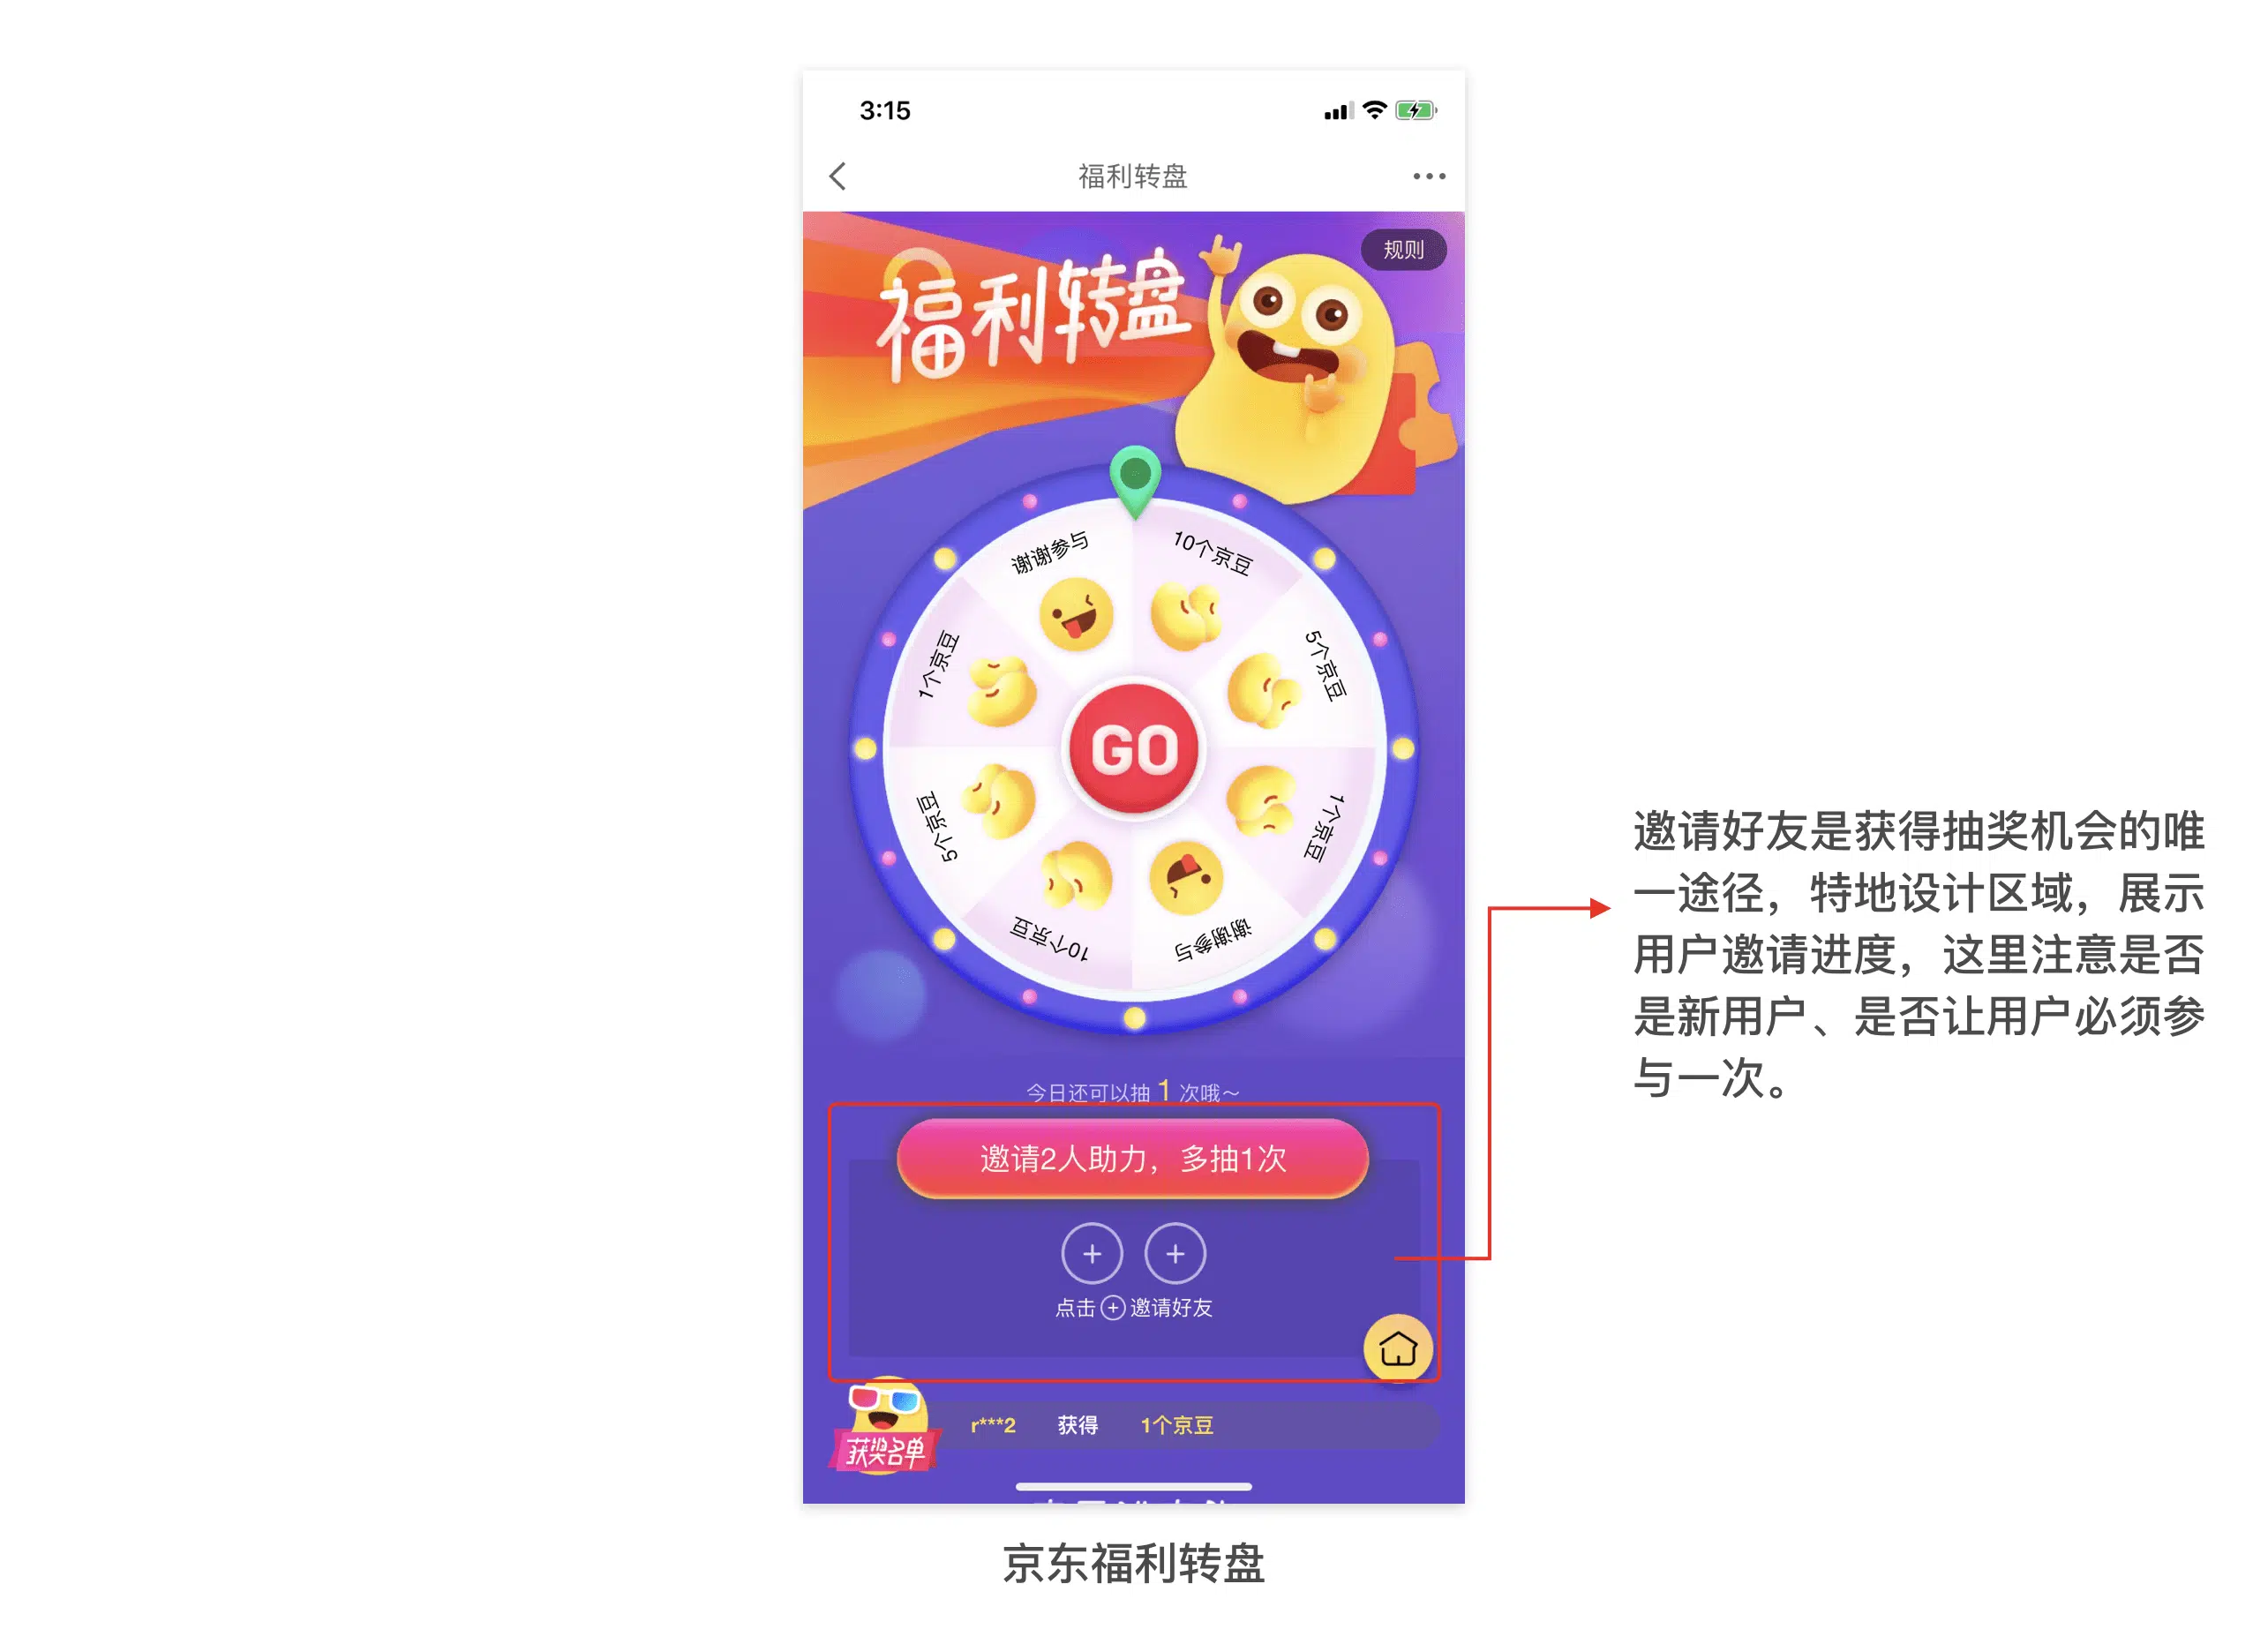 3:15
福利转盘
规则
福利转盘
谢谢参与
10个京豆
1个京豆
5个京豆
GO
5个京豆
1个京豆
10个京豆
谢谢参与
今日还可以抽 1 次哦~
邀请2人助力，多抽1次
点击+邀请好友
获奖名单
r***2 获得 1个京豆
京东福利转盘
邀请好友是获得抽奖机会的唯
一途径，特地设计区域，展示
用户邀请进度，这里注意是否
是新用户、是否让用户必须参
与一次。